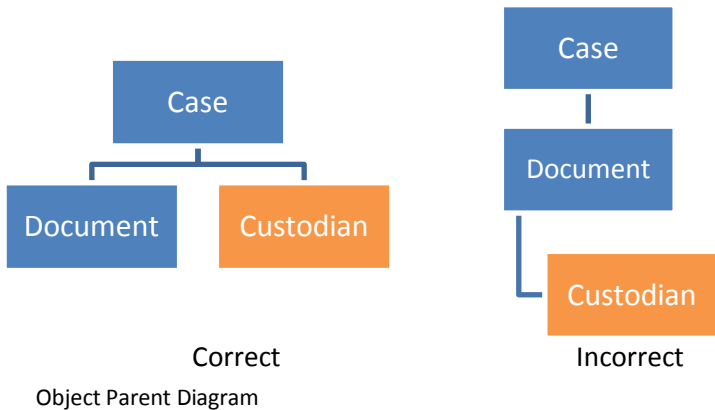 Case
Document
Custodian
Correct
Case
Document
Custodian
Incorrect
Object Parent Diagram